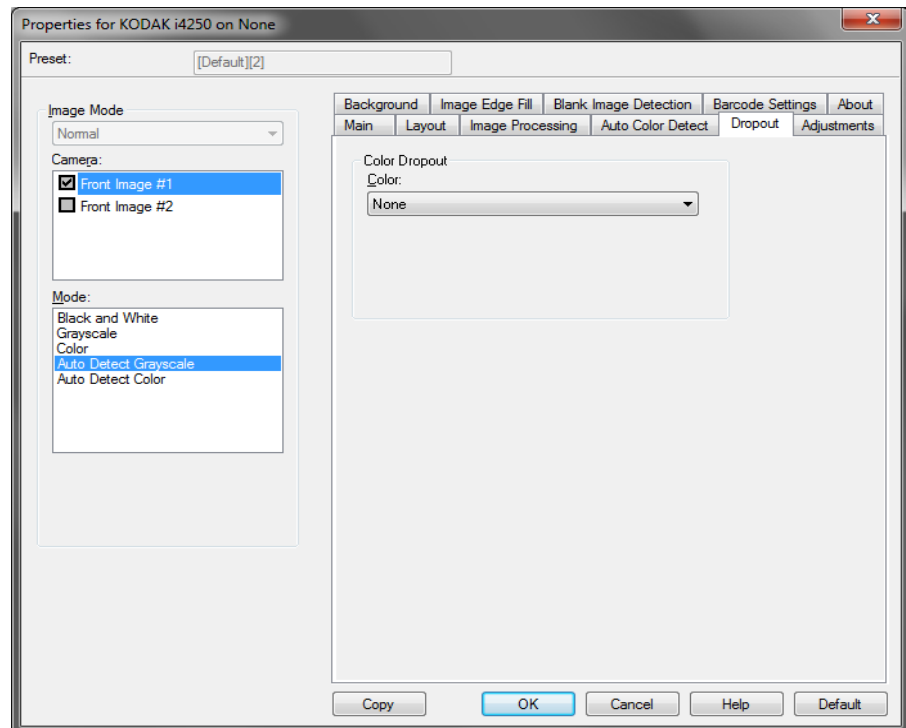 Properties for KODAK i4250 on None
Preset:
[Default][2]
Image Mode
Normal
Camera:
Front Image #1
Front Image #2
Mode:
Black and White
Grayscale
Color
Auto Detect Grayscale
Auto Detect Color
Background Image Edge Fill Blank Image Detection Barcode Settings About
Main Layout Image Processing Auto Color Detect Dropout Adjustments
Color Dropout
Color:
None
Copy OK Cancel Help Default